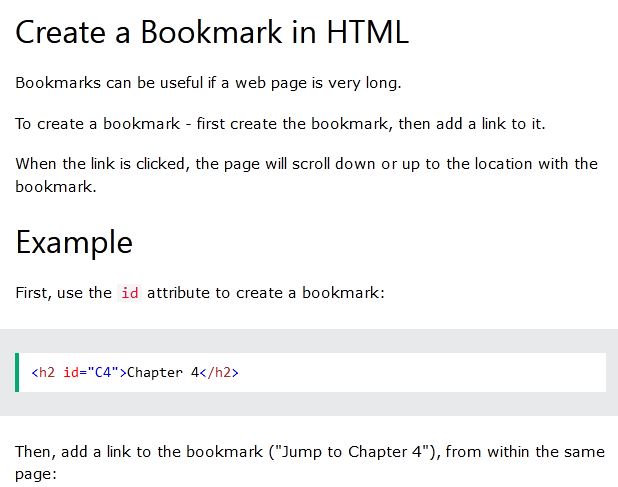 Create a Bookmark in HTML
Bookmarks can be useful if a web page is very long.
To create a bookmark - first create the bookmark, then add a link to it.
When the link is clicked, the page will scroll down or up to the location with the
bookmark.
Example
First, use the id attribute to create a bookmark:
<h2 id="C4">Chapter 4</h2>
Then, add a link to the bookmark ("Jump to Chapter 4"), from within the same
page: